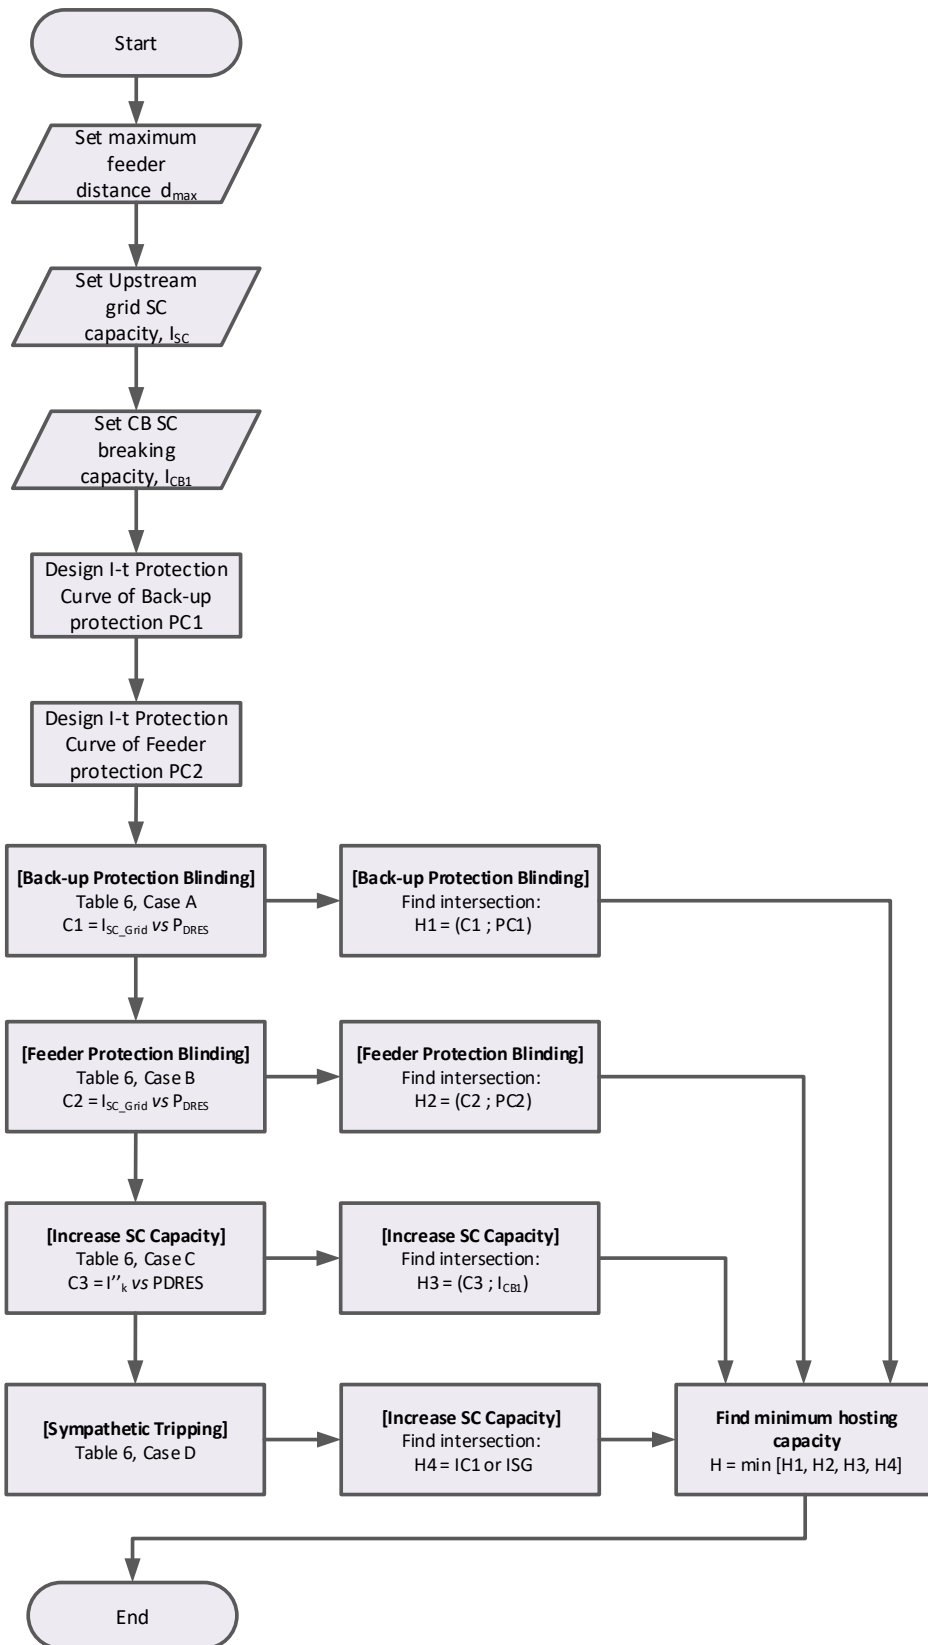 Start
Set maximum
feeder
distance d_max
Set Upstream
grid SC
capacity, I_SC
Set CB SC
breaking
capacity, I_CB1
Design I-t Protection
Curve of Back-up
protection PC1
Design I-t Protection
Curve of Feeder
protection PC2
[Back-up Protection Blinding]
Table 6, Case A
C1 = I_SC_Grid vs P_DRES
[Back-up Protection Blinding]
Find intersection:
H1 = (C1 ; PC1)
[Feeder Protection Blinding]
Table 6, Case B
C2 = I_SC_Grid vs P_DRES
[Feeder Protection Blinding]
Find intersection:
H2 = (C2 ; PC2)
[Increase SC Capacity]
Table 6, Case C
C3 = I''_k vs PDRES
[Increase SC Capacity]
Find intersection:
H3 = (C3 ; I_CB1)
[Sympathetic Tripping]
Table 6, Case D
[Increase SC Capacity]
Find intersection:
H4 = IC1 or ISG
Find minimum hosting
capacity
H = min [H1, H2, H3, H4]
End